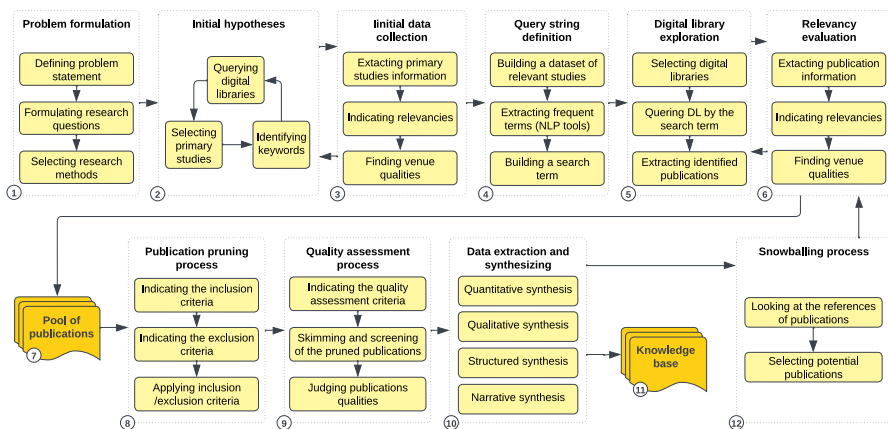 Problem formulation
Defining problem
statement
Formulating research
questions
Selecting research
methods
1
Initial hypotheses
Querying
digital
libraries
Selecting
primary
studies
Identifying
keywords
2
Iinitial data
collection
Extacting primary
studies information
Indicating relevancies
Finding venue
qualities
3
Query string
definition
Building a dataset of
relevant studies
Extracting frequent
terms (NLP tools)
Building a search
term
4
Digital library
exploration
Selecting digital
libraries
Quering DL by the
search term
Extracting identified
publications
5
Relevancy
evaluation
Extacting publication
information
Indicating relevancies
Finding venue
qualities
6
Pool of
publications
7
Publication pruning
process
Indicating the inclusion
criteria
Indicating the exclusion
criteria
Applying inclusion
/exclusion criteria
8
Quality assessment
process
Indicating the quality
assessment criteria
Skimming and screening
of the pruned publications
Judging publications
qualities
9
Data extraction and
synthesizing
Quantitative synthesis
Qualitative synthesis
Structured synthesis
Narrative synthesis
10
Knowledge
base
11
Snowballing process
Looking at the references
of publications
Selecting potential
publications
12